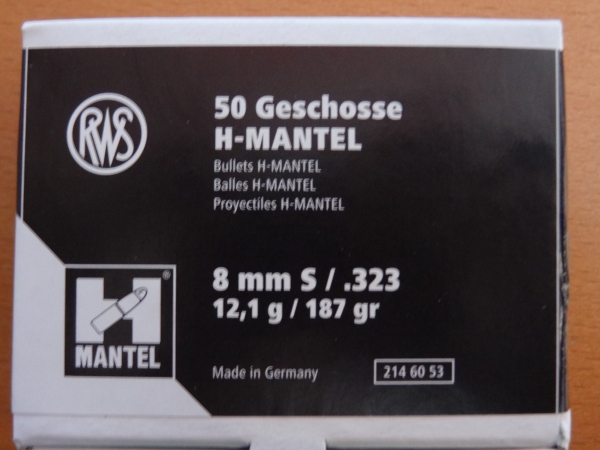 RWS
50 Geschosse
H-MANTEL
Bullets H-MANTEL
Balles H-MANTEL
Proyectiles H-MANTEL
8 mm S / .323
12,1 g / 187 gr
H ®
MANTEL
Made in Germany
214 60 53